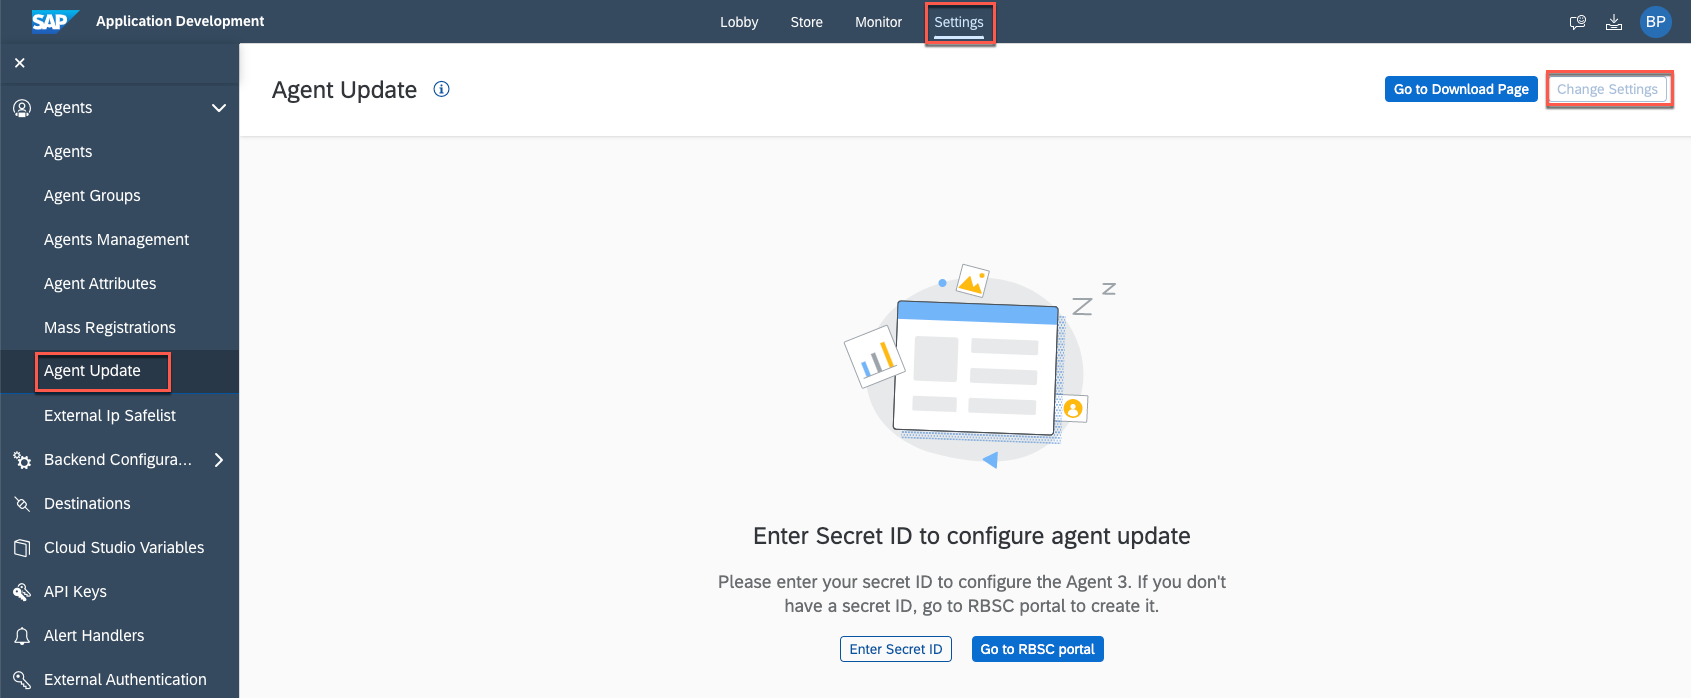 SAP Application Development Lobby Store Monitor Settings BP
Agents
Agents
Agent Groups
Agents Management
Agent Attributes
Mass Registrations
Agent Update
External Ip Safelist
Backend Configura...
Destinations
Cloud Studio Variables
API Keys
Alert Handlers
External Authentication
Agent Update Go to Download Page Change Settings
Enter Secret ID to configure agent update
Please enter your secret ID to configure the Agent 3. If you don't
have a secret ID, go to RBSC portal to create it.
Enter Secret ID Go to RBSC portal